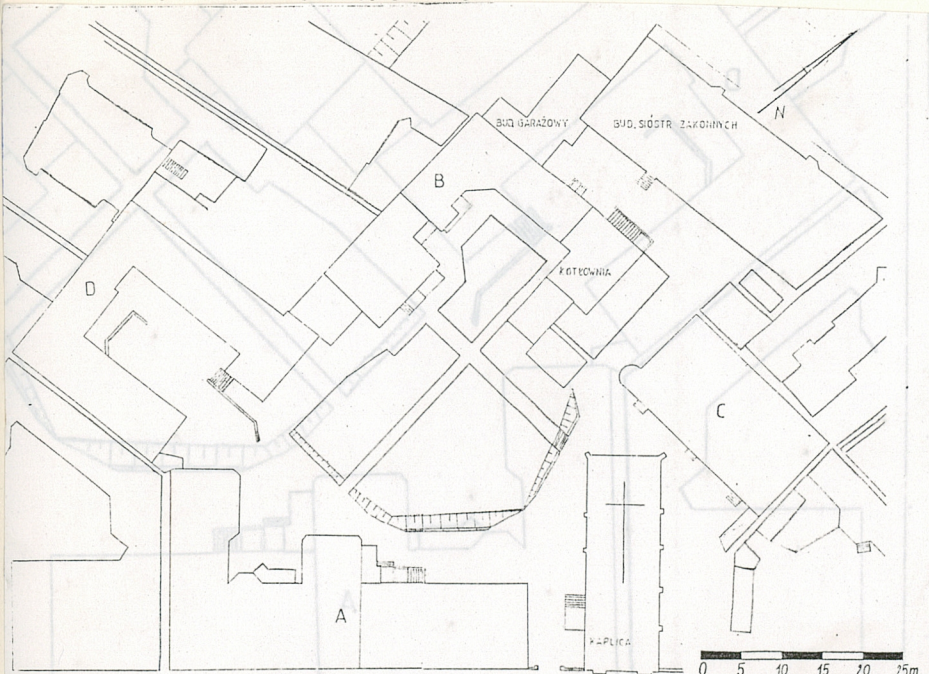 BUD. GARAŻOWY
BUD. SIÓSTR ZAKONNYCH
N
B
KOTŁOWNIA
D
C
A
KAPLICA
0 5 10 15 20 25m